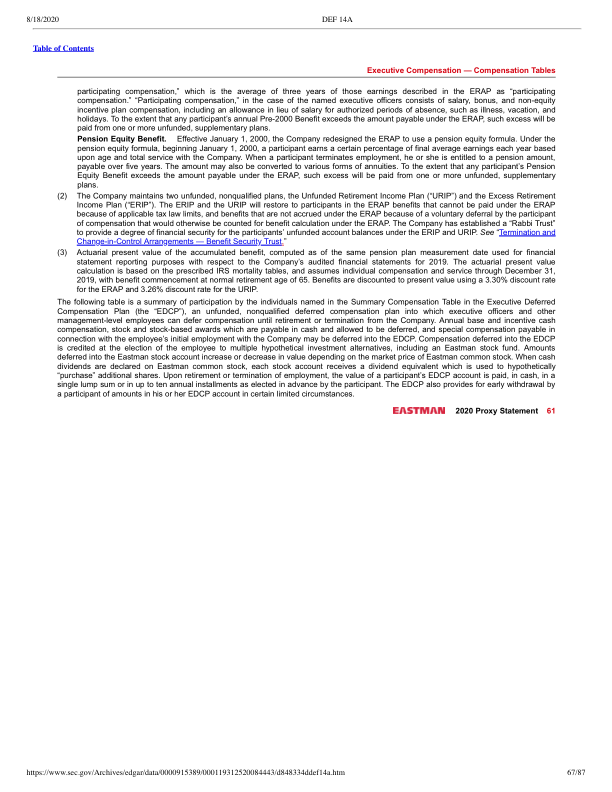 8/18/2020 DEF 14A
Table of Contents
Executive Compensation — Compensation Tables
participating compensation,” which is the average of three years of those earnings described in the ERAP as “participating
compensation.” “Participating compensation,” in the case of the named executive officers consists of salary, bonus, and non-equity
incentive plan compensation, including an allowance in lieu of salary for authorized periods of absence, such as illness, vacation, and
holidays. To the extent that any participant’s annual Pre-2000 Benefit exceeds the amount payable under the ERAP, such excess will be
paid from one or more unfunded, supplementary plans.
Pension Equity Benefit. Effective January 1, 2000, the Company redesigned the ERAP to use a pension equity formula. Under the
pension equity formula, beginning January 1, 2000, a participant earns a certain percentage of final average earnings each year based
upon age and total service with the Company. When a participant terminates employment, he or she is entitled to a pension amount,
payable over five years. The amount may also be converted to various forms of annuities. To the extent that any participant’s Pension
Equity Benefit exceeds the amount payable under the ERAP, such excess will be paid from one or more unfunded, supplementary
plans.
(2) The Company maintains two unfunded, nonqualified plans, the Unfunded Retirement Income Plan (“URIP”) and the Excess Retirement
Income Plan (“ERIP”). The ERIP and the URIP will restore to participants in the ERAP benefits that cannot be paid under the ERAP
because of applicable tax law limits, and benefits that are not accrued under the ERAP because of a voluntary deferral by the participant
of compensation that would otherwise be counted for benefit calculation under the ERAP. The Company has established a “Rabbi Trust”
to provide a degree of financial security for the participants’ unfunded account balances under the ERIP and URIP. See “Termination and
Change-in-Control Arrangements — Benefit Security Trust.”
(3) Actuarial present value of the accumulated benefit, computed as of the same pension plan measurement date used for financial
statement reporting purposes with respect to the Company’s audited financial statements for 2019. The actuarial present value
calculation is based on the prescribed IRS mortality tables, and assumes individual compensation and service through December 31,
2019, with benefit commencement at normal retirement age of 65. Benefits are discounted to present value using a 3.30% discount rate
for the ERAP and 3.26% discount rate for the URIP.
The following table is a summary of participation by the individuals named in the Summary Compensation Table in the Executive Deferred
Compensation Plan (the “EDCP”), an unfunded, nonqualified deferred compensation plan into which executive officers and other
management-level employees can defer compensation until retirement or termination from the Company. Annual base and incentive cash
compensation, stock and stock-based awards which are payable in cash and allowed to be deferred, and special compensation payable in
connection with the employee’s initial employment with the Company may be deferred into the EDCP. Compensation deferred into the EDCP
is credited at the election of the employee to multiple hypothetical investment alternatives, including an Eastman stock fund. Amounts
deferred into the Eastman stock account increase or decrease in value depending on the market price of Eastman common stock. When cash
dividends are declared on Eastman common stock, each stock account receives a dividend equivalent which is used to hypothetically
“purchase” additional shares. Upon retirement or termination of employment, the value of a participant’s EDCP account is paid, in cash, in a
single lump sum or in up to ten annual installments as elected in advance by the participant. The EDCP also provides for early withdrawal by
a participant of amounts in his or her EDCP account in certain limited circumstances.
EASTMAN 2020 Proxy Statement 61
https://www.sec.gov/Archives/edgar/data/0000915389/000119312520084443/d848334ddef14a.htm 67/87